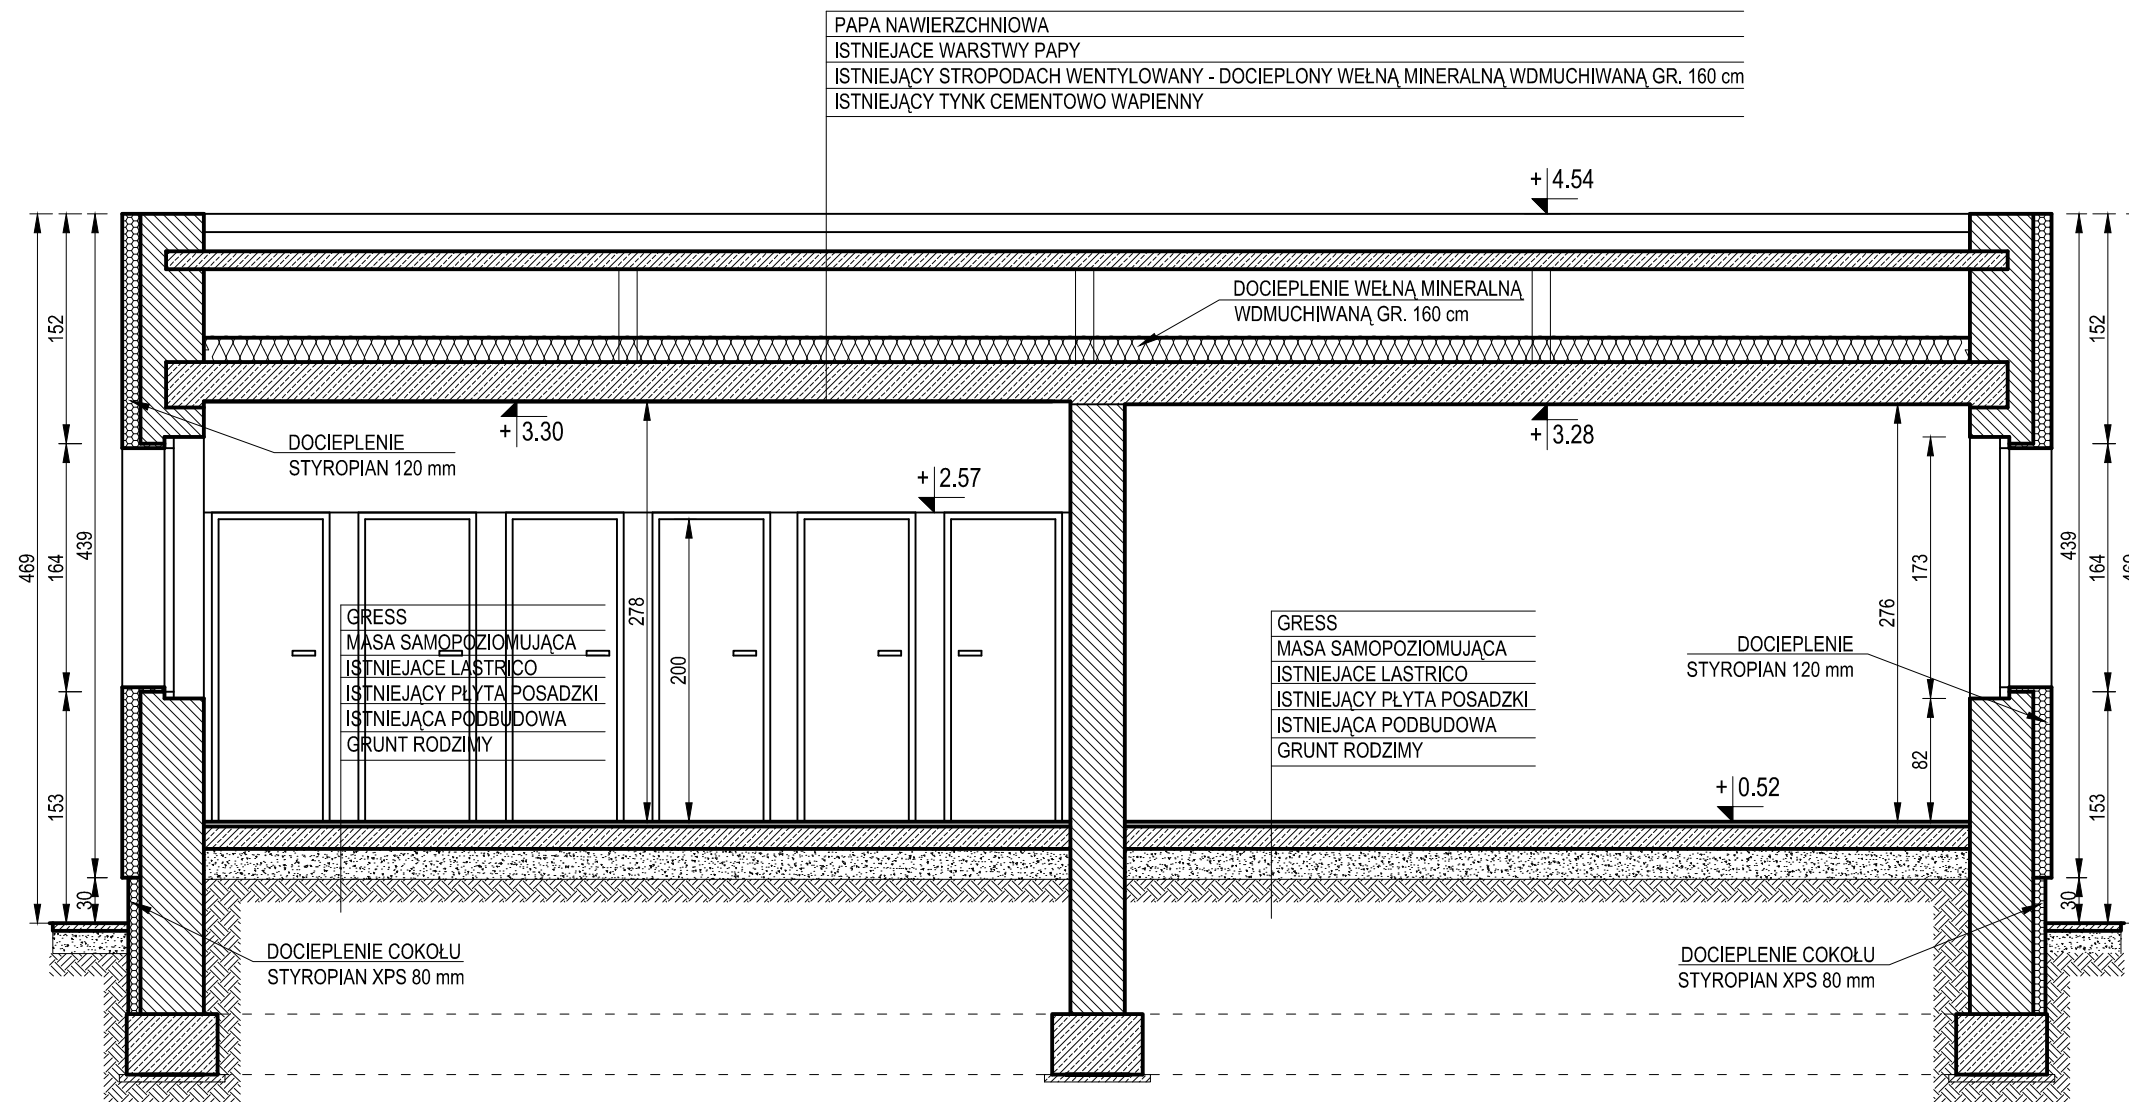 PAPA NAWIERZCHNIOWA
ISTNIEJACE WARSTWY PAPY
ISTNIEJĄCY STROPODACH WENTYLOWANY - DOCIEPLONY WEŁNĄ MINERALNĄ WDMUCHIWANĄ GR. 160 cm
ISTNIEJĄCY TYNK CEMENTOWO WAPIENNY
+ 4.54
DOCIEPLENIE WEŁNĄ MINERALNĄ
WDMUCHIWANĄ GR. 160 cm
152
152
+ 3.30
+ 3.28
DOCIEPLENIE
STYROPIAN 120 mm
+ 2.57
469
164
439
278
200
173
276
82
439
164
GRESS
MASA SAMOPOZIOMUJĄCA
ISTNIEJACE LASTRICO
ISTNIEJĄCY PŁYTA POSADZKI
ISTNIEJĄCA PODBUDOWA
GRUNT RODZIMY
GRESS
MASA SAMOPOZIOMUJĄCA
ISTNIEJACE LASTRICO
ISTNIEJĄCY PŁYTA POSADZKI
ISTNIEJĄCA PODBUDOWA
GRUNT RODZIMY
DOCIEPLENIE
STYROPIAN 120 mm
+ 0.52
153
153
30
30
DOCIEPLENIE COKOŁU
STYROPIAN XPS 80 mm
DOCIEPLENIE COKOŁU
STYROPIAN XPS 80 mm